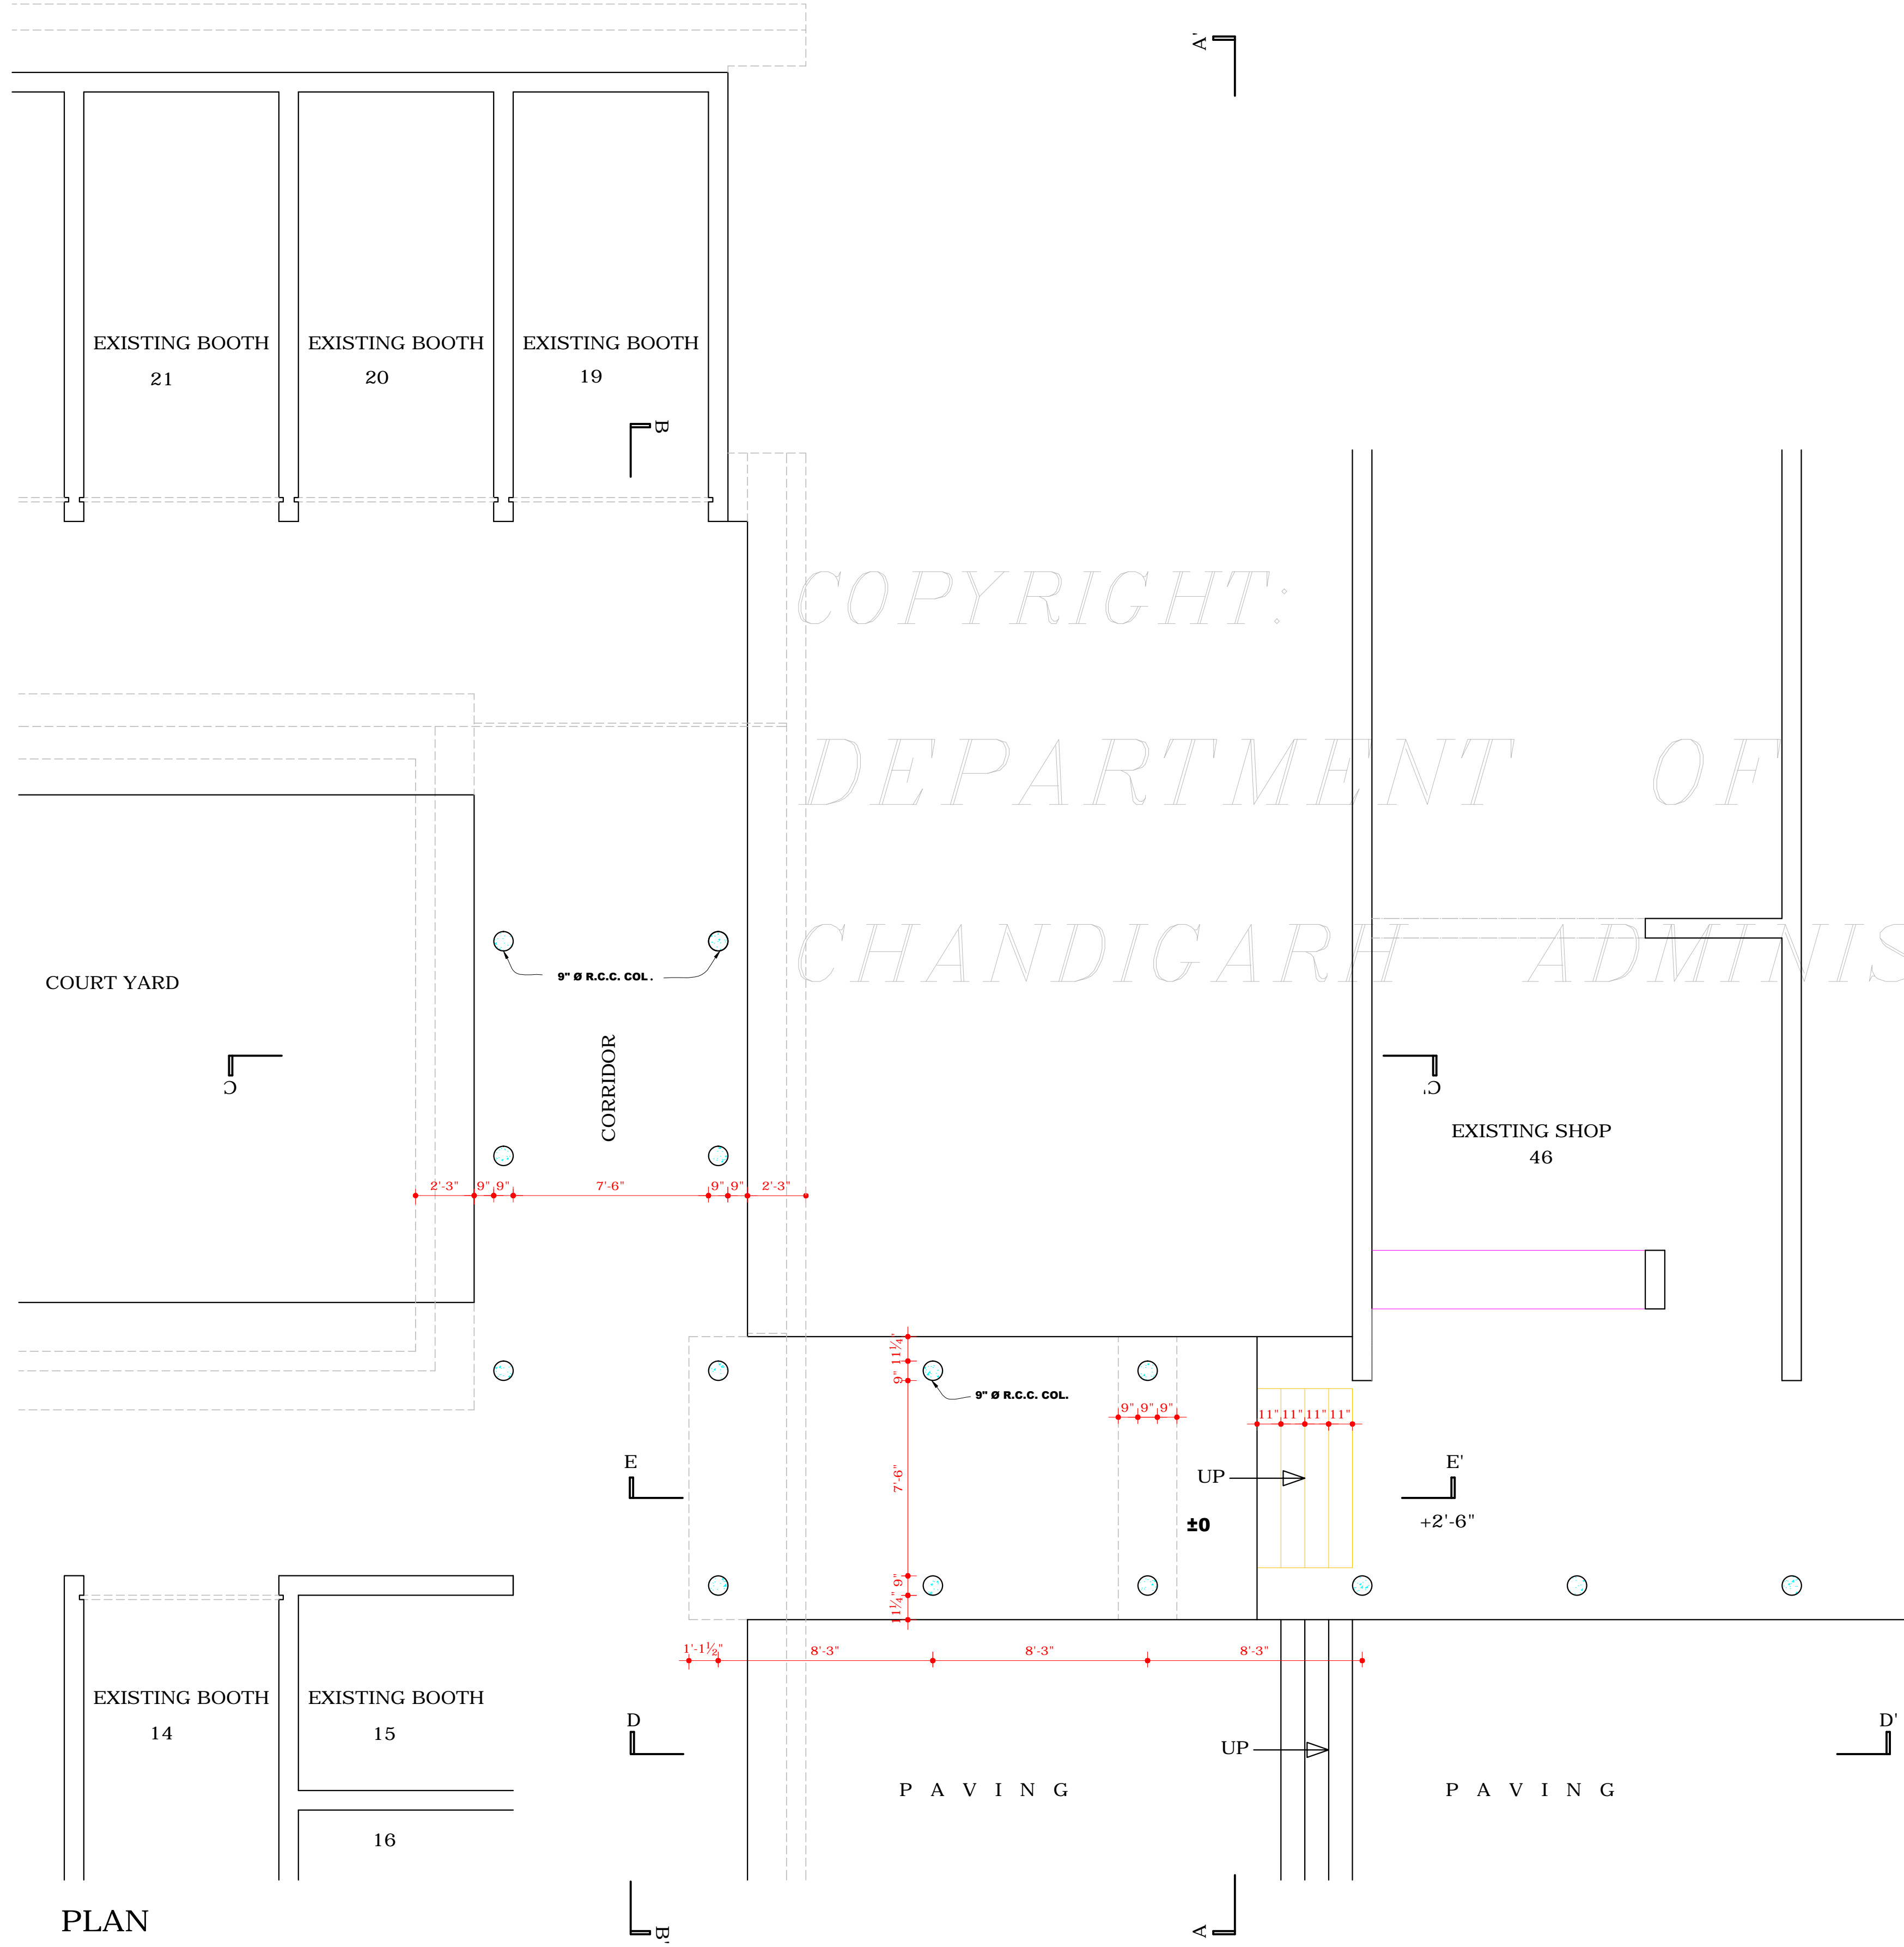 A'
EXISTING BOOTH
21
EXISTING BOOTH
20
EXISTING BOOTH
19
B
COPYRIGHT:
DEPARTMENT OF
CHANDIGARH ADMINIS
COURT YARD
9" Ø R.C.C. COL.
CORRIDOR
C
C'
EXISTING SHOP
46
2'-3" 9" 9" 7'-6" 9" 9" 2'-3"
11¼"
9"
7'-6"
9"
11¼"
9" Ø R.C.C. COL.
9" 9" 9"
11" 11" 11" 11"
E
UP
E'
±0
+2'-6"
1'-1½" 8'-3" 8'-3" 8'-3"
EXISTING BOOTH
14
EXISTING BOOTH
15
D
D'
UP
P A V I N G
P A V I N G
16
PLAN
B'
A